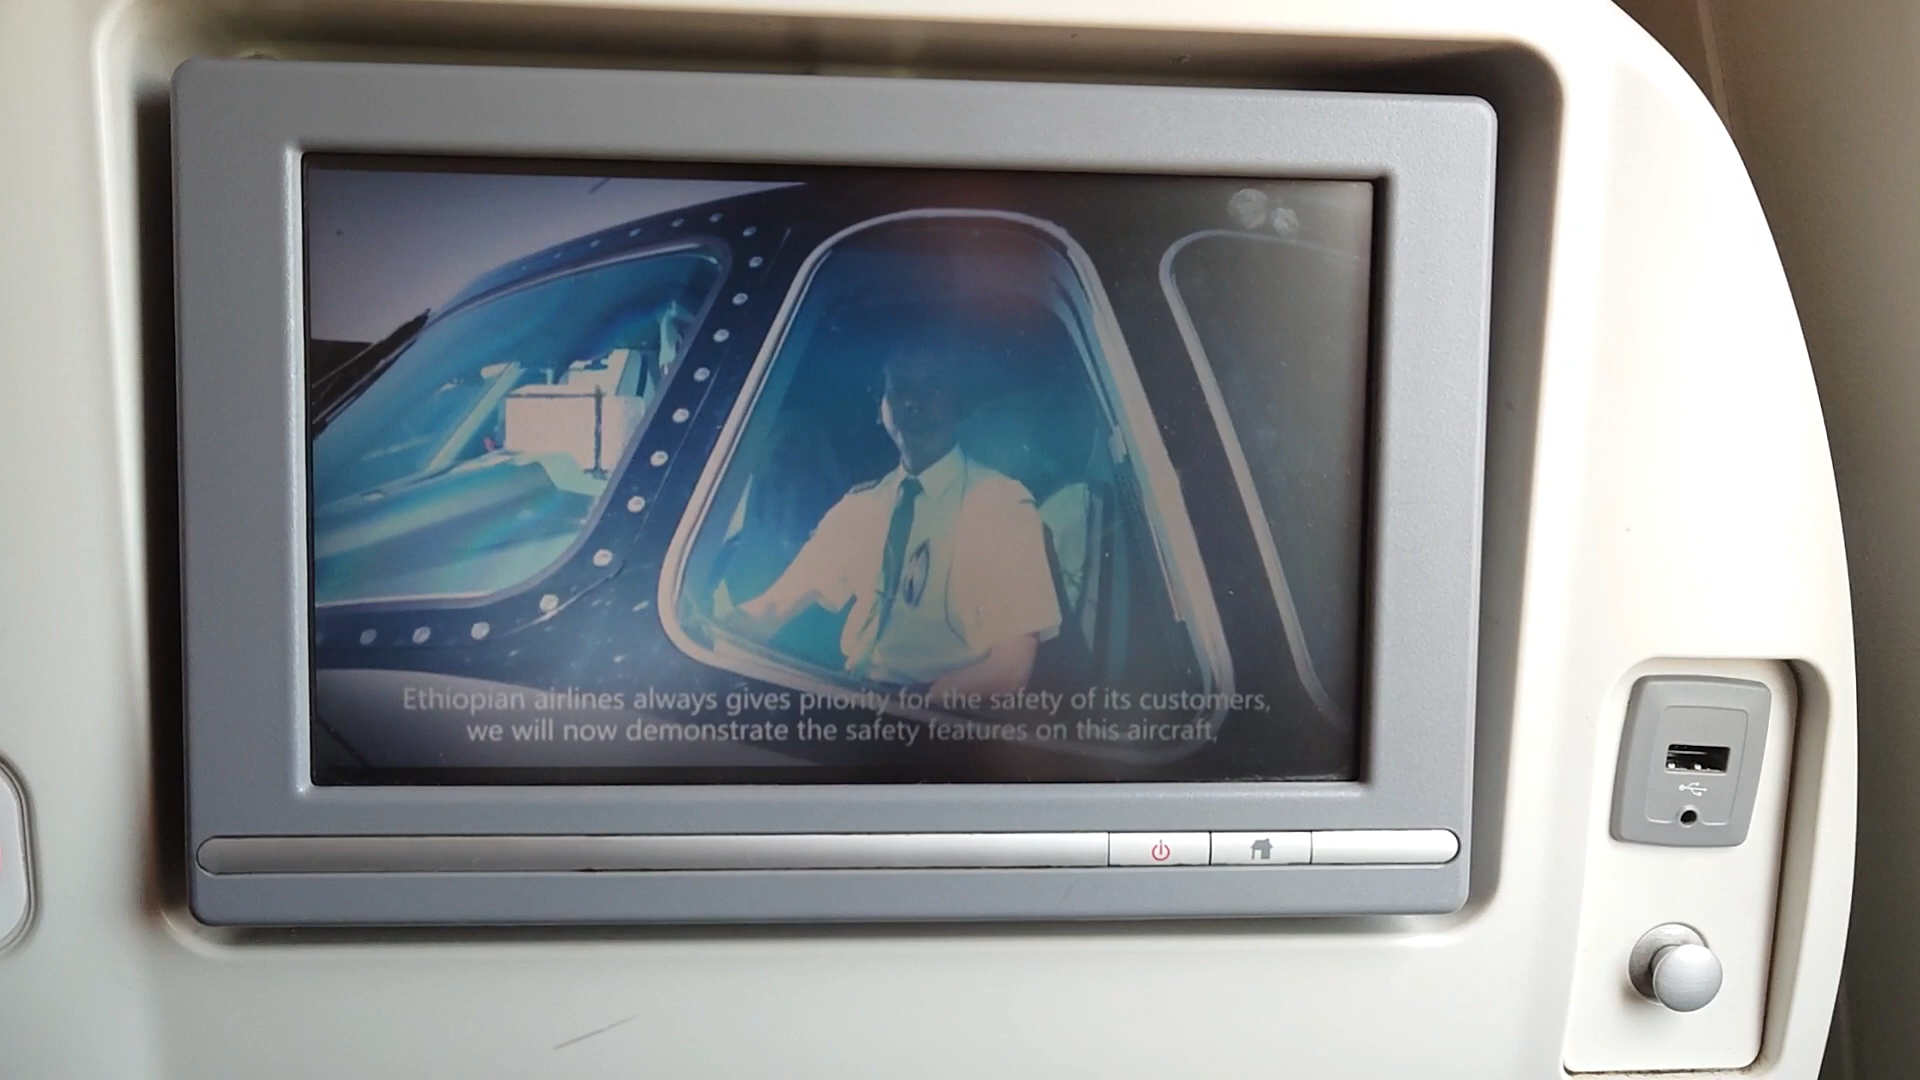 Ethiopian airlines always gives priority for the safety of its customers,
we will now demonstrate the safety features on this aircraft,